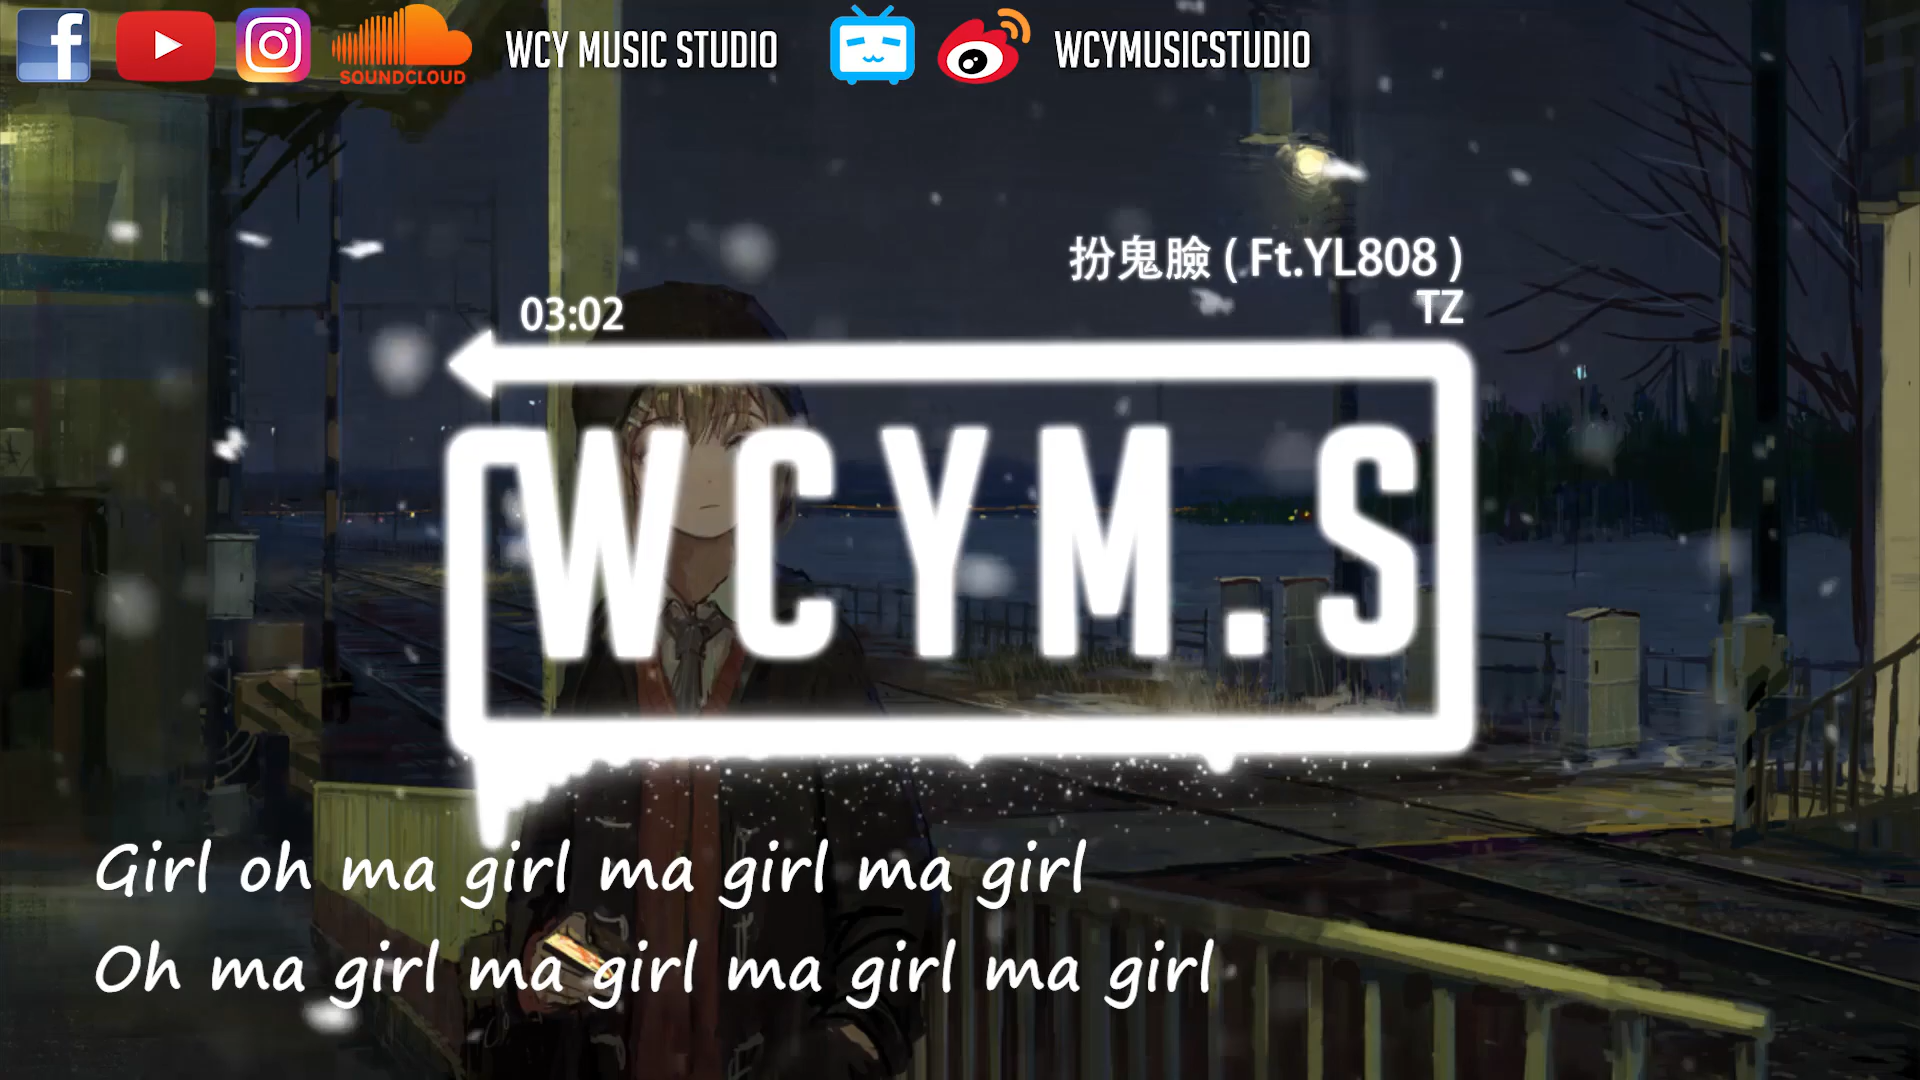 SOUNDCLOUD
WCY MUSIC STUDIO
WCYMUSICSTUDIO
扮鬼臉 ( Ft.YL808 )
TZ
03:02
WCYM.S
Girl oh ma girl ma girl ma girl
Oh ma girl ma girl ma girl ma girl